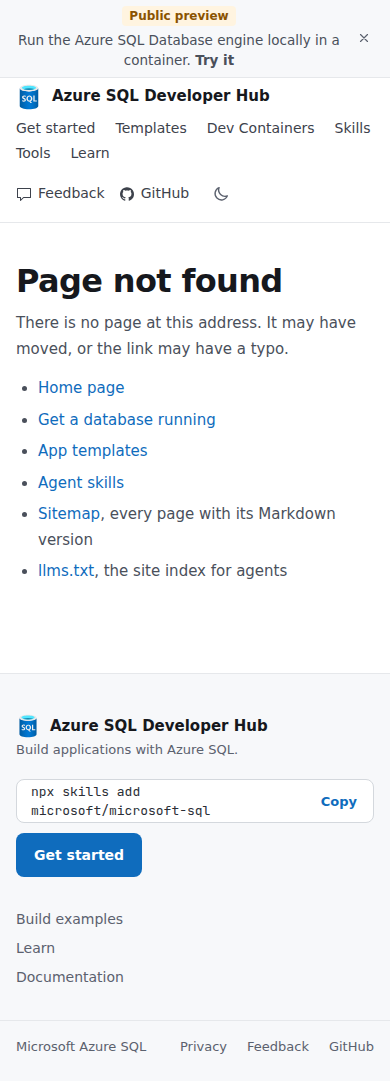 Public preview
Run the Azure SQL Database engine locally in a
container. Try it
SQL
Azure SQL Developer Hub
Get started Templates Dev Containers Skills
Tools Learn
Feedback GitHub
Page not found
There is no page at this address. It may have
moved, or the link may have a typo.
Home page
Get a database running
App templates
Agent skills
Sitemap, every page with its Markdown
version
llms.txt, the site index for agents
SQL
Azure SQL Developer Hub
Build applications with Azure SQL.
npx skills add
microsoft/microsoft-sql
Copy
Get started
Build examples
Learn
Documentation
Microsoft Azure SQL Privacy Feedback GitHub